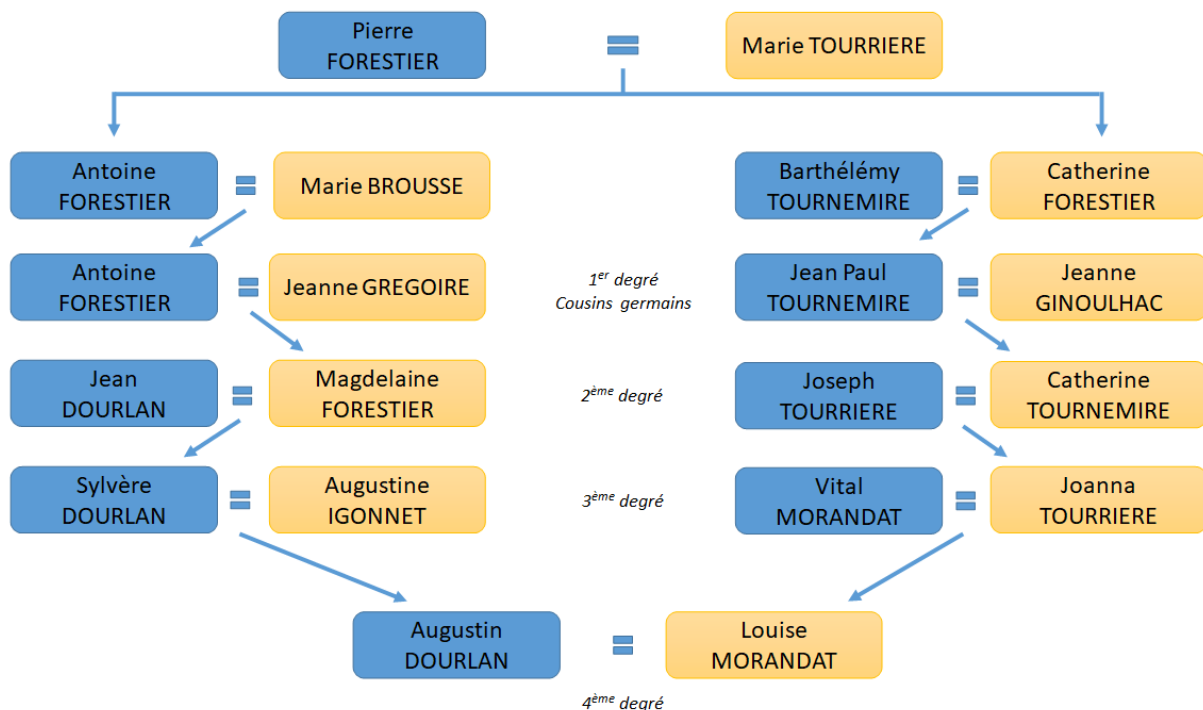 Pierre
FORESTIER
Marie TOURRIERE
Antoine
FORESTIER
Marie BROUSSE
Barthélémy
TOURNEMIRE
Catherine
FORESTIER
Antoine
FORESTIER
Jeanne GREGOIRE
1er degré
Cousins germains
Jean Paul
TOURNEMIRE
Jeanne
GINOULHAC
Jean
DOURLAN
Magdelaine
FORESTIER
2ème degré
Joseph
TOURRIERE
Catherine
TOURNEMIRE
Sylvère
DOURLAN
Augustine
IGONNET
3ème degré
Vital
MORANDAT
Joanna
TOURRIERE
Augustin
DOURLAN
Louise
MORANDAT
4ème degré